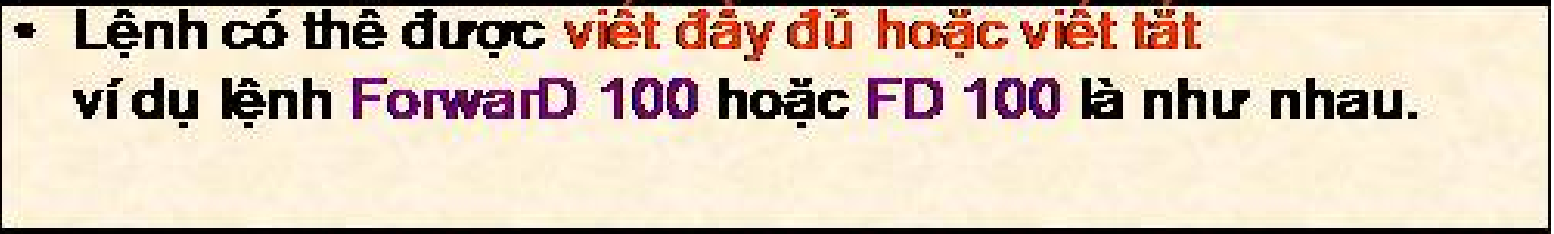 • Lệnh có thể được viết đầy đủ hoặc viết tắt
ví dụ lệnh ForwarD 100 hoặc FD 100 là như nhau.